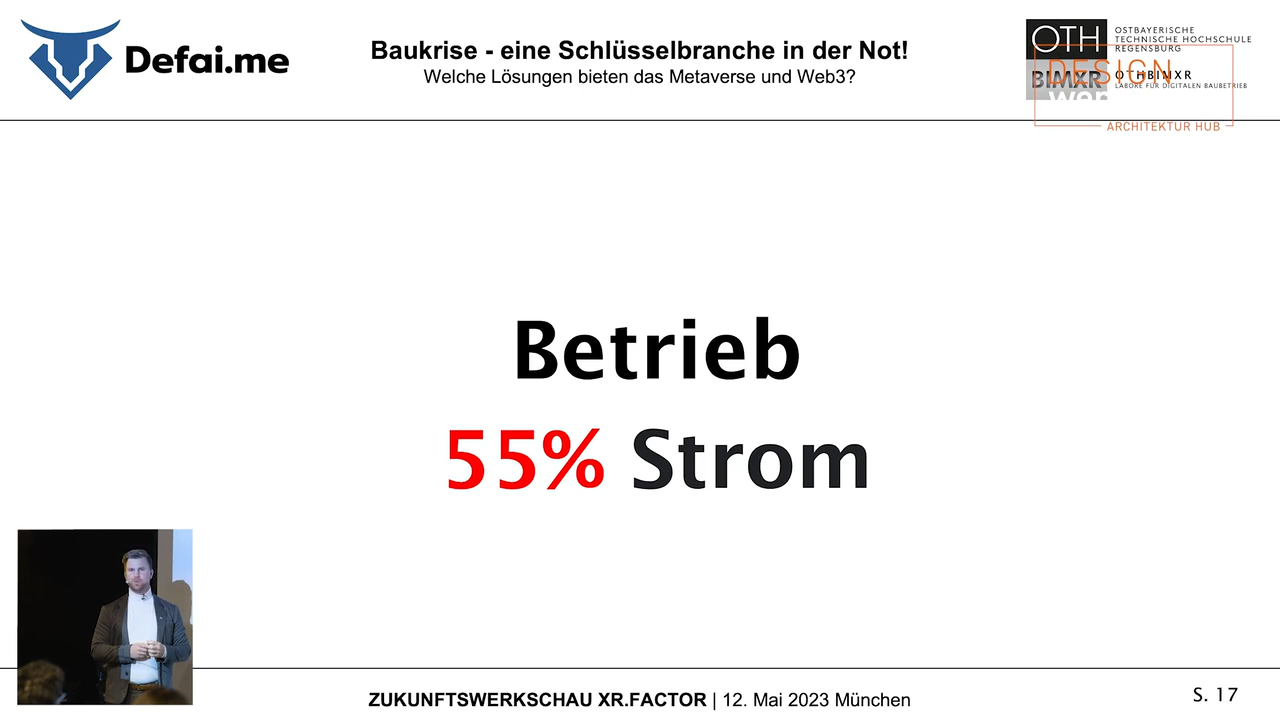 Defai.me
Baukrise - eine Schlüsselbranche in der Not!
Welche Lösungen bieten das Metaverse und Web3?
OTH
OSTBAYERISCHE
TECHNISCHE HOCHSCHULE
REGENSBURG
DESIGN
BIMXR
OTHBIMXR
LABORE FÜR DIGITALEN BAUBETRIEB
ARCHITEKTUR HUB
Betrieb
55% Strom
ZUKUNFTSWERKSCHAU XR.FACTOR | 12. Mai 2023 München
S. 17